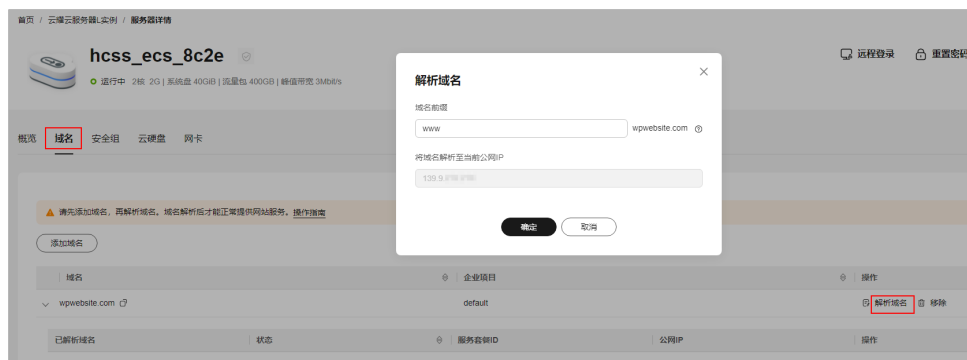 首页 / 云耀云服务器L实例 / 服务器详情
hcss_ecs_8c2e
运行中 2核 2G | 系统盘 40GiB | 流量包 400GB | 峰值带宽 3Mbit/s
远程登录 重置密码
概览 域名 安全组 云硬盘 网卡
解析域名
域名前缀
www wpwebsite.com
将域名解析至当前公网IP
139.9.
确定 取消
请先添加域名，再解析域名。域名解析后才能正常提供网站服务。操作指南
添加域名
域名 企业项目 操作
wpwebsite.com default 解析域名 移除
已解析域名 状态 服务套餐ID 公网IP 操作